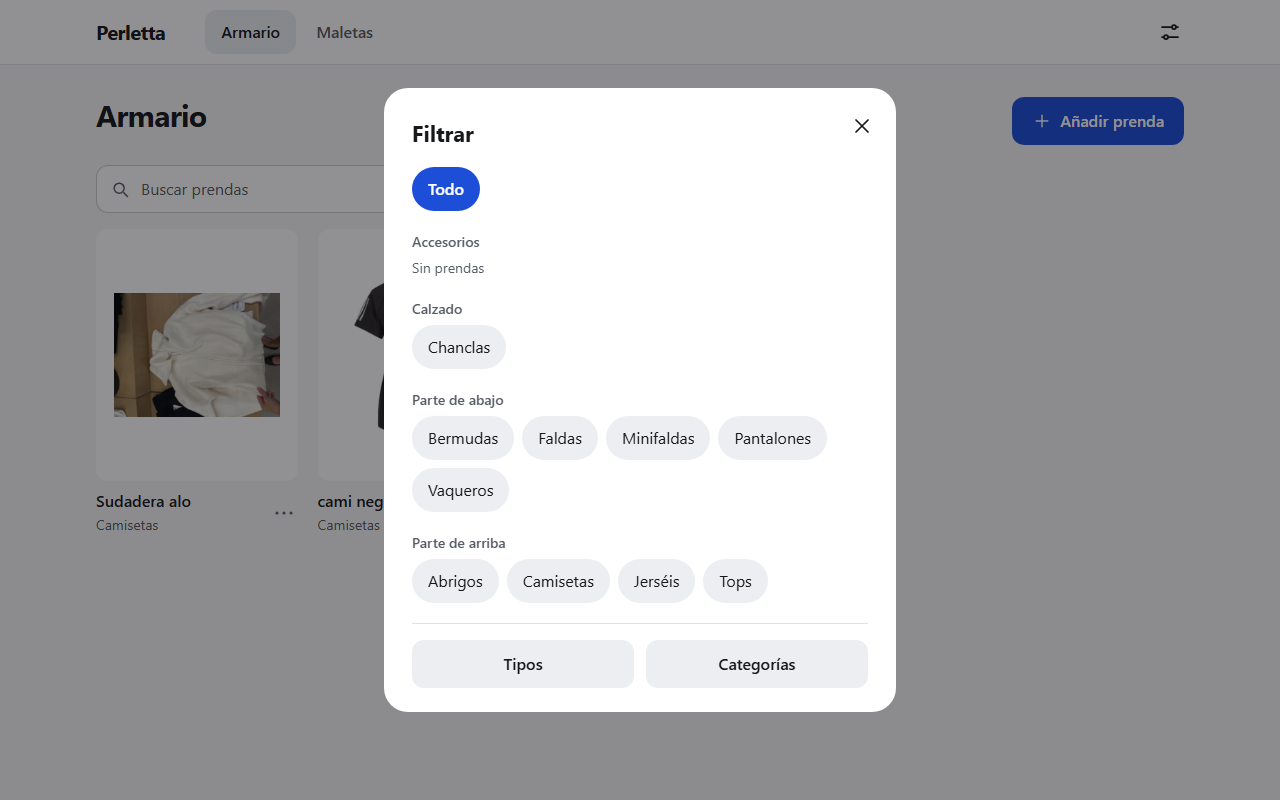 Perletta
Armario
Maletas
Armario
Añadir prenda
Buscar prendas
Sudadera alo
Camisetas
cami neg
Camisetas
Filtrar
Todo
Accesorios
Sin prendas
Calzado
Chanclas
Parte de abajo
Bermudas Faldas Minifaldas Pantalones
Vaqueros
Parte de arriba
Abrigos Camisetas Jerséis Tops
Tipos Categorías